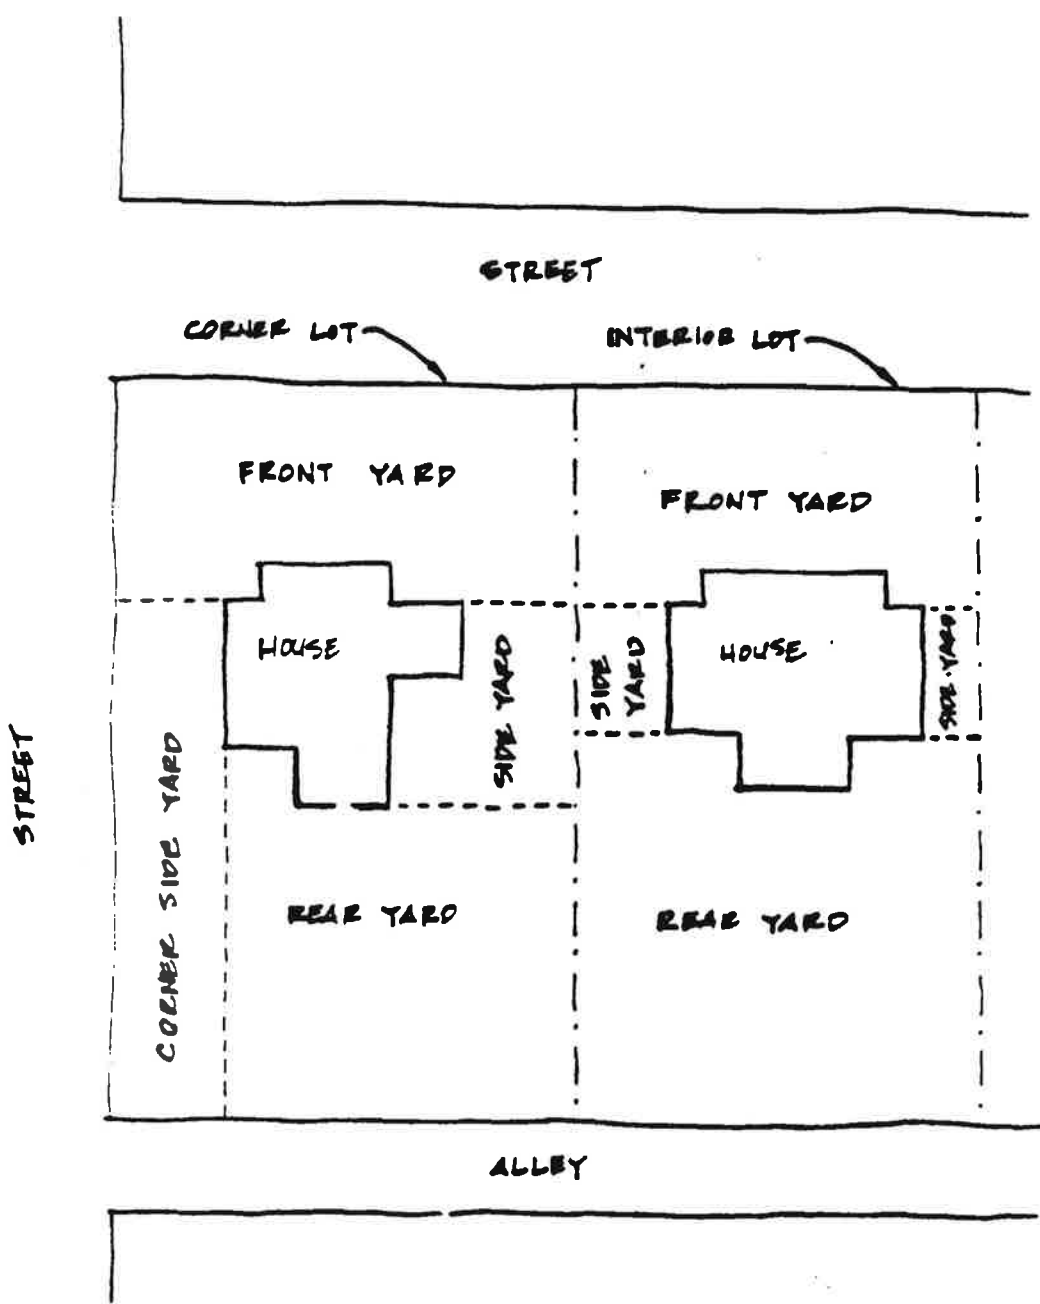 STREET
CORNER LOT
INTERIOR LOT
FRONT YARD
FRONT YARD
HOUSE
SIDE YARD
SIDE
YARD
HOUSE
SIDE YARD
STREET
CORNER SIDE YARD
REAR YARD
REAR YARD
ALLEY